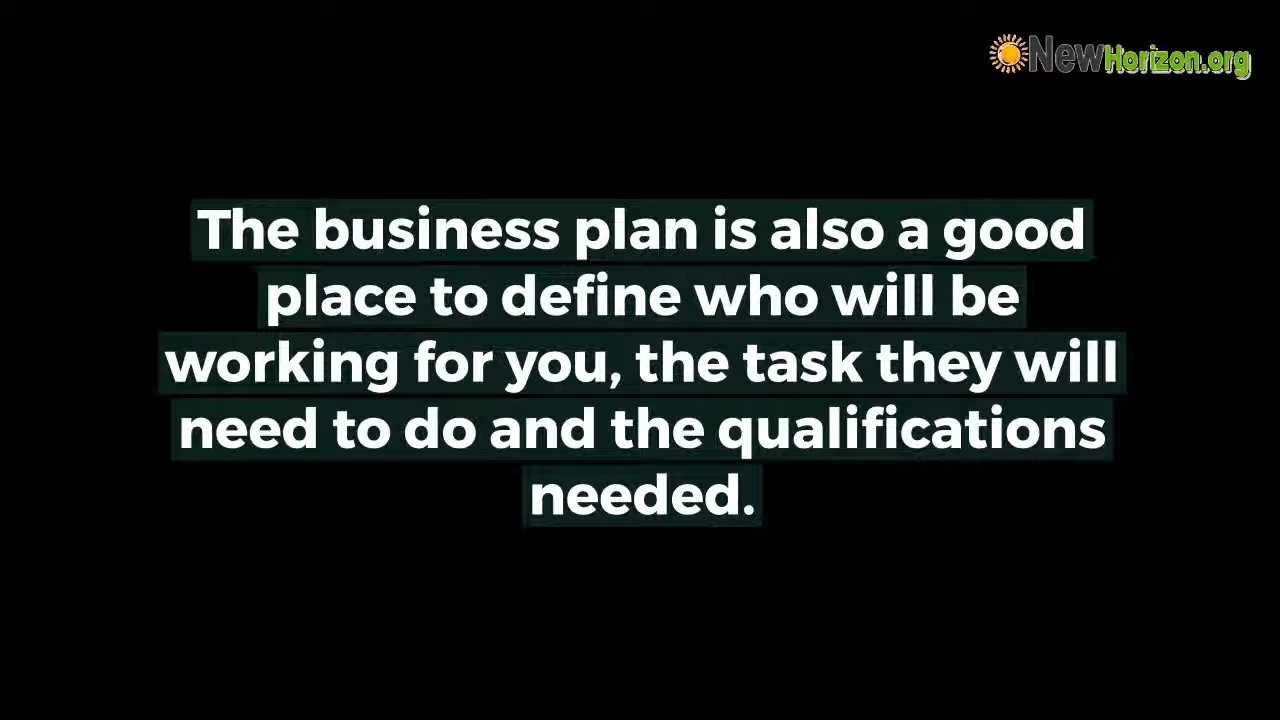 NewHorizon.org
The business plan is also a good
place to define who will be
working for you, the task they will
need to do and the qualifications
needed.